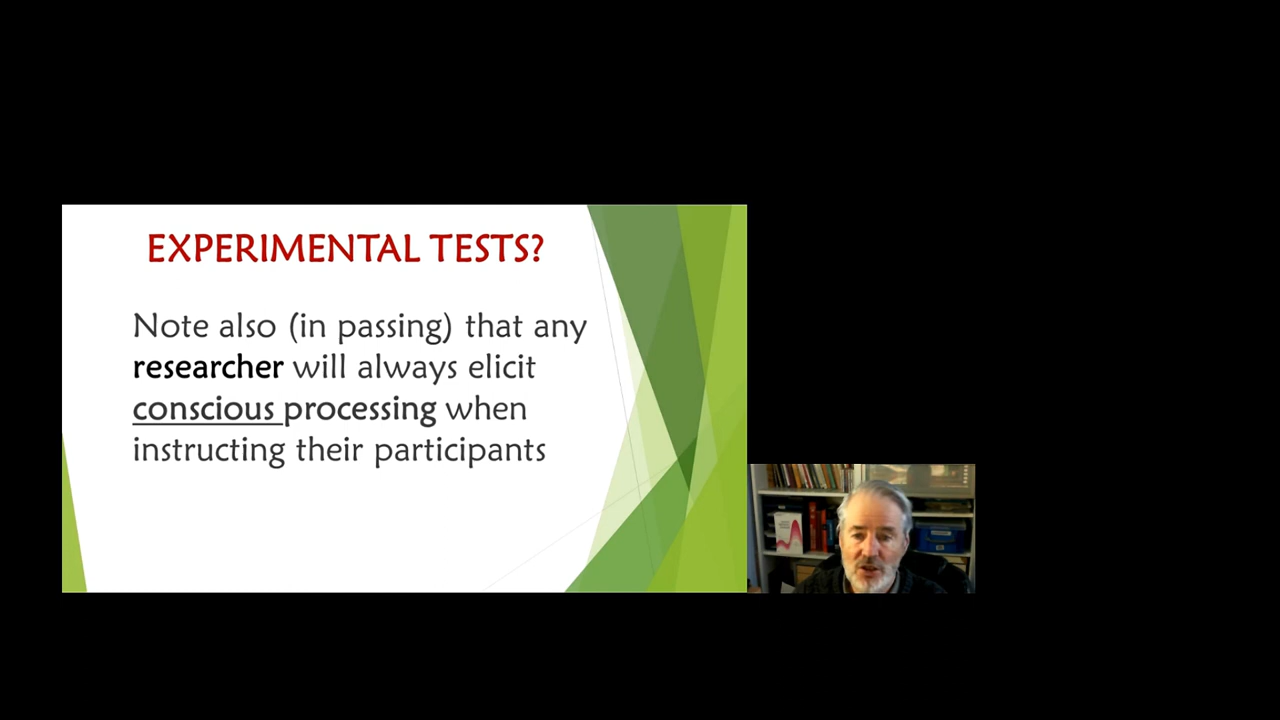 EXPERIMENTAL TESTS?
Note also (in passing) that any
researcher will always elicit
conscious processing when
instructing their participants